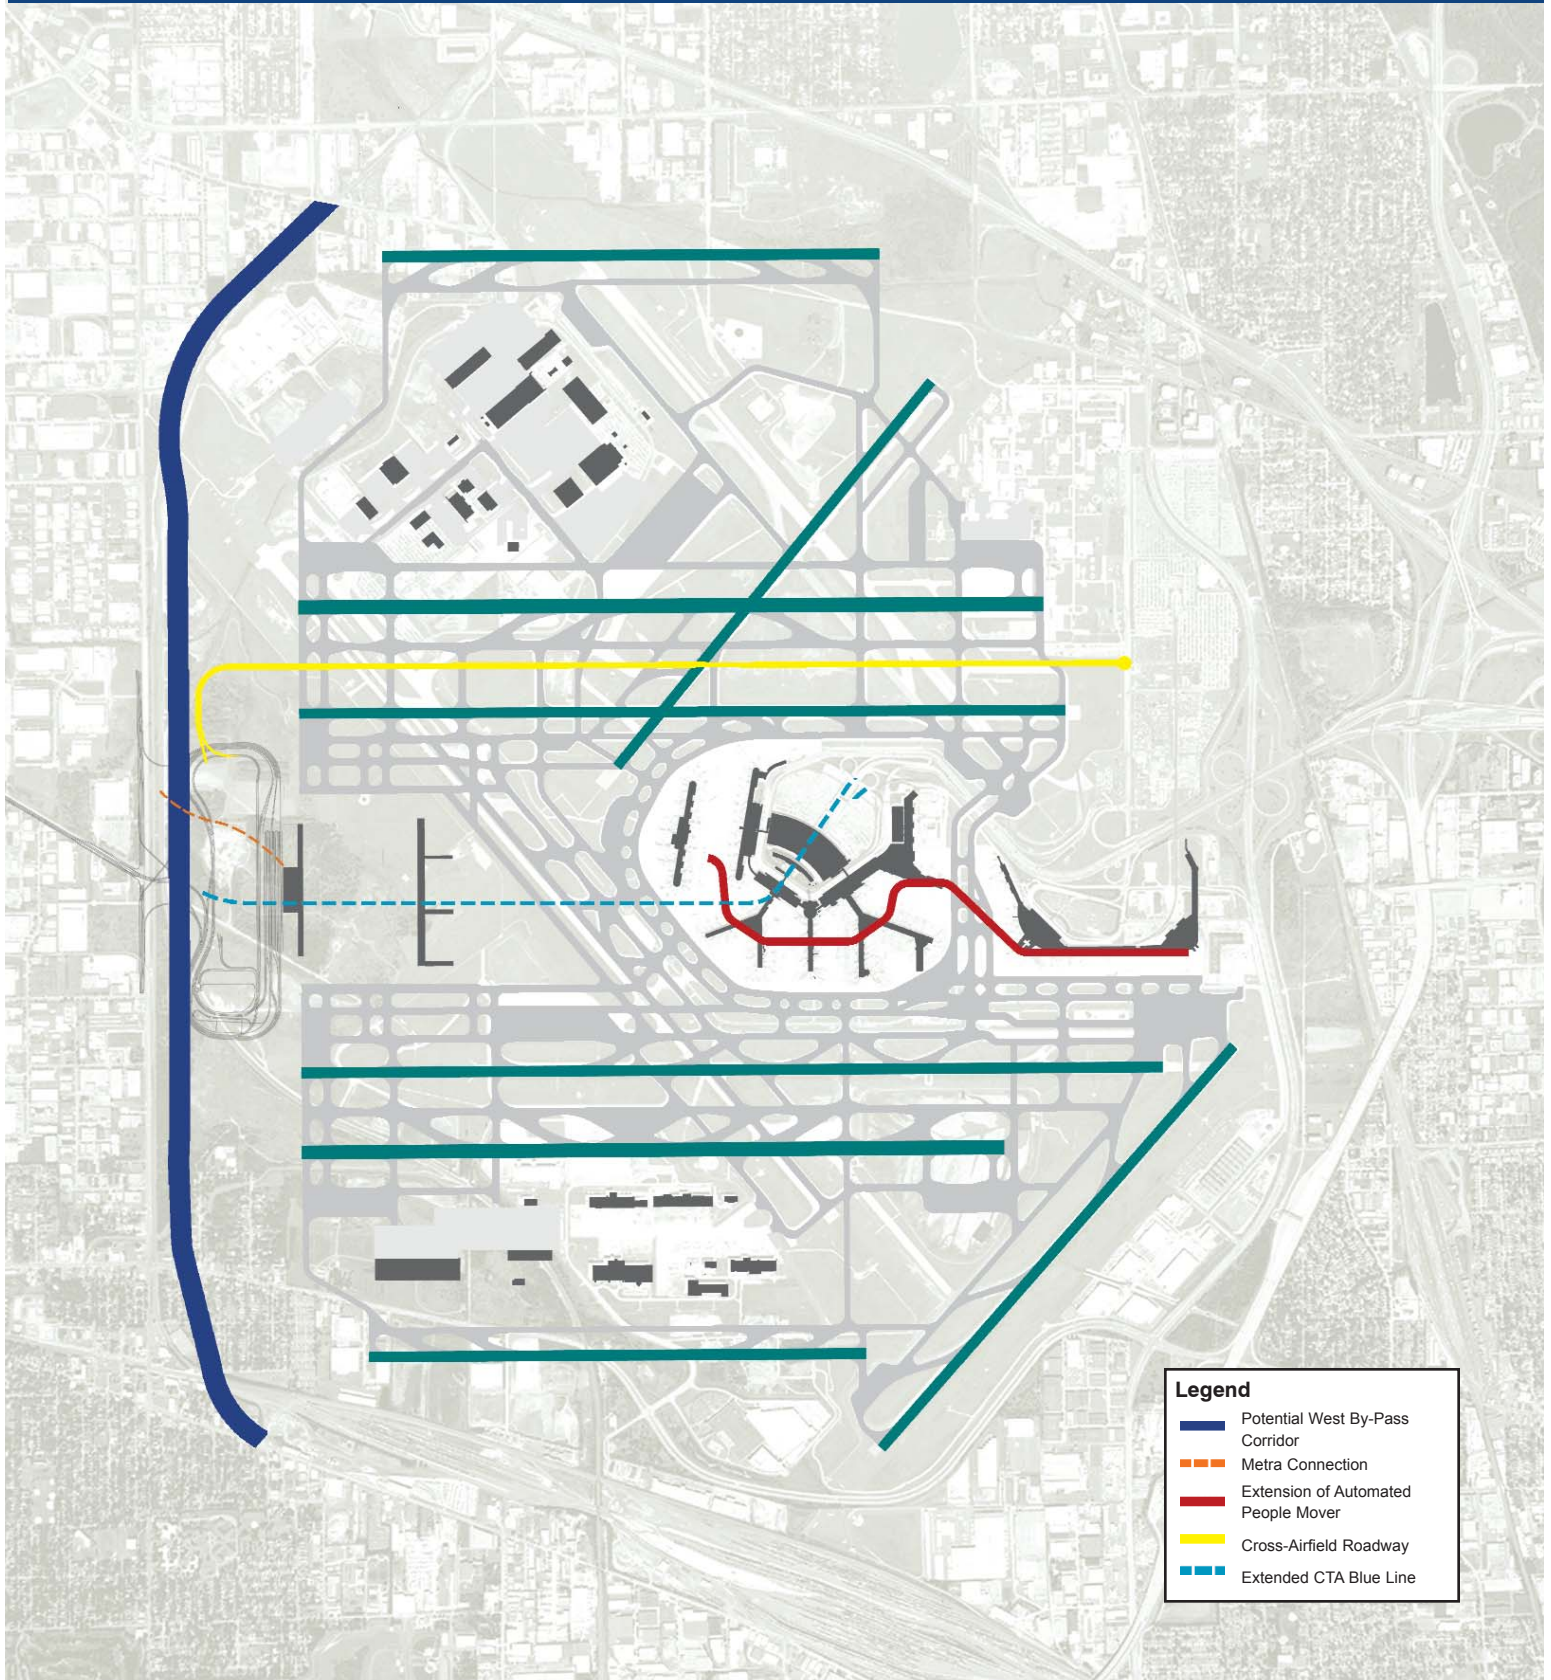 Legend
Potential West By-Pass
Corridor
Metra Connection
Extension of Automated
People Mover
Cross-Airfield Roadway
Extended CTA Blue Line